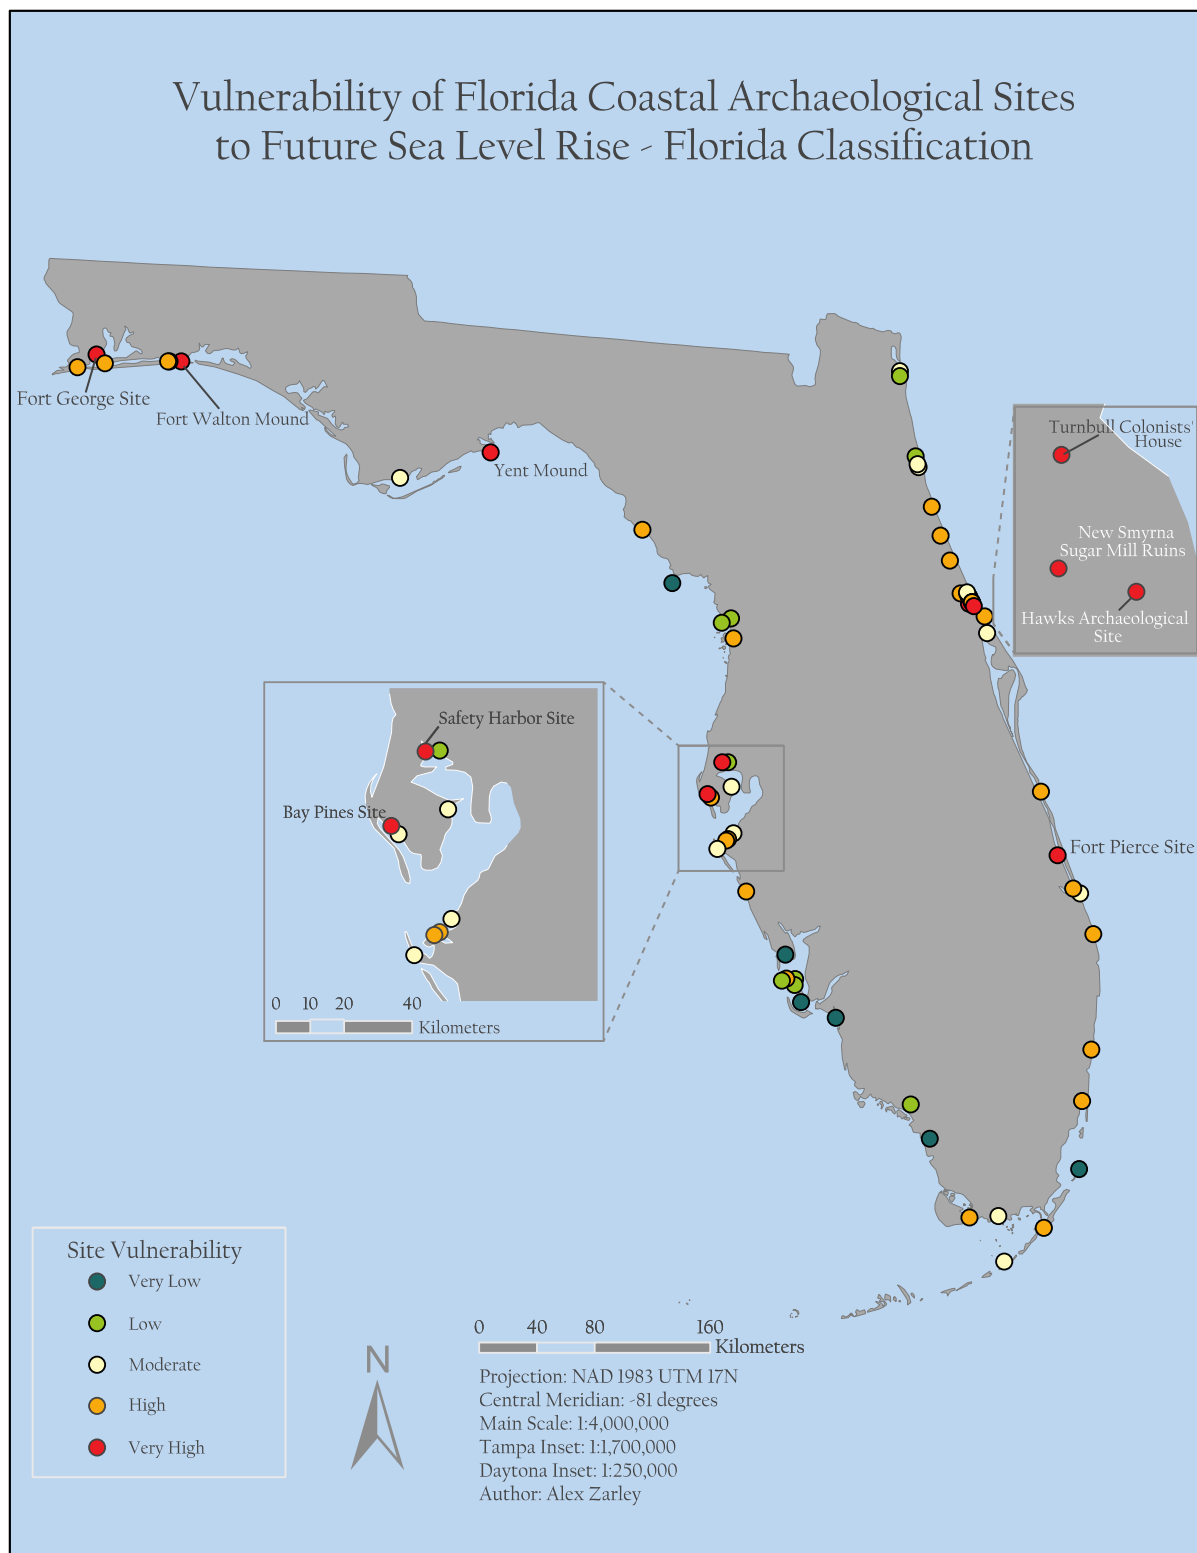 Vulnerability of Florida Coastal Archaeological Sites
to Future Sea Level Rise - Florida Classification
Fort George Site
Fort Walton Mound
Yent Mound
Turnbull Colonists'
House
New Smyrna
Sugar Mill Ruins
Hawks Archaeological
Site
Safety Harbor Site
Bay Pines Site
0 10 20 40
Kilometers
Fort Pierce Site
Site Vulnerability
Very Low
Low
Moderate
High
Very High
N
0 40 80 160
Kilometers
Projection: NAD 1983 UTM 17N
Central Meridian: -81 degrees
Main Scale: 1:4,000,000
Tampa Inset: 1:1,700,000
Daytona Inset: 1:250,000
Author: Alex Zarley